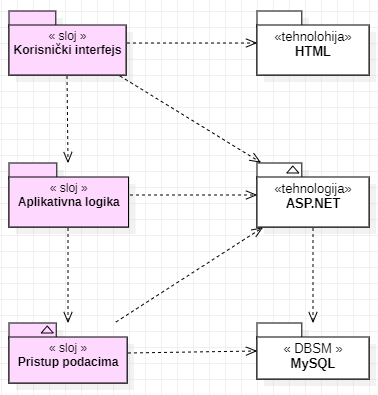 « sloj »
Korisnički interfejs
«tehnolohija»
HTML
« sloj »
Aplikativna logika
«tehnologija»
ASP.NET
« sloj »
Pristup podacima
« DBSM »
MySQL